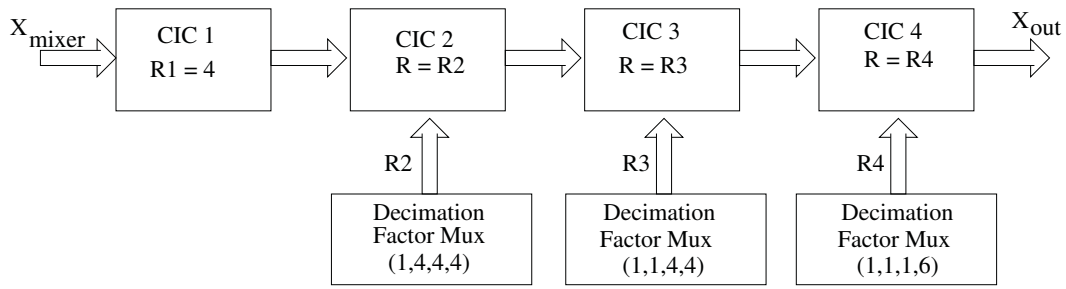 X_mixer
CIC 1
R1 = 4
CIC 2
R = R2
CIC 3
R = R3
CIC 4
R = R4
X_out
R2
R3
R4
Decimation
Factor Mux
(1,4,4,4)
Decimation
Factor Mux
(1,1,4,4)
Decimation
Factor Mux
(1,1,1,6)